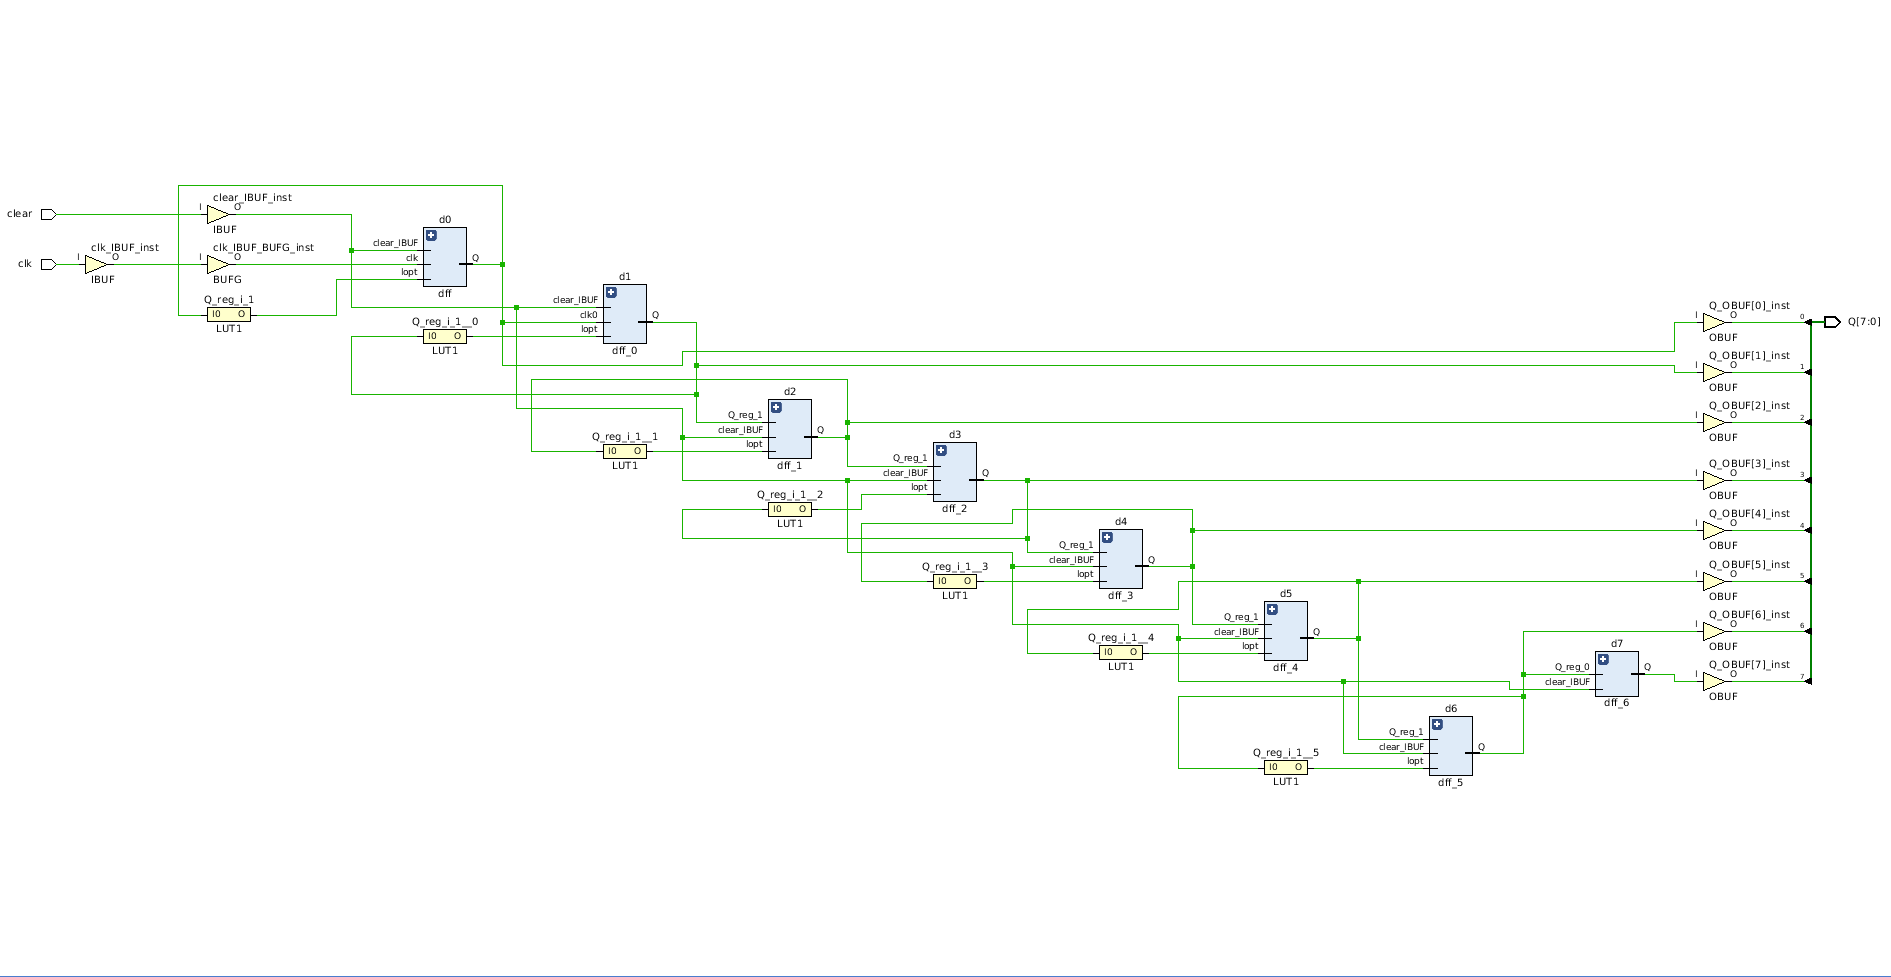 clear
I
clear_IBUF_inst
O
IBUF
clk
I
clk_IBUF_inst
O
IBUF
I
clk_IBUF_BUFG_inst
O
BUFG
Q_reg_i_1
I0 O
LUT1
d0
clear_IBUF
clk
lopt
Q
dff
Q_reg_i_1__0
I0 O
LUT1
d1
clear_IBUF
clk0
lopt
Q
dff_0
Q_reg_i_1__1
I0 O
LUT1
d2
Q_reg_1
clear_IBUF
lopt
Q
dff_1
Q_reg_i_1__2
I0 O
LUT1
d3
Q_reg_1
clear_IBUF
lopt
Q
dff_2
Q_reg_i_1__3
I0 O
LUT1
d4
Q_reg_1
clear_IBUF
lopt
Q
dff_3
Q_reg_i_1__4
I0 O
LUT1
d5
Q_reg_1
clear_IBUF
lopt
Q
dff_4
Q_reg_i_1__5
I0 O
LUT1
d6
Q_reg_1
clear_IBUF
lopt
Q
dff_5
d7
Q_reg_0
clear_IBUF
Q
dff_6
Q_OBUF[0]_inst
I O 0
OBUF
Q[7:0]
Q_OBUF[1]_inst
I O 1
OBUF
Q_OBUF[2]_inst
I O 2
OBUF
Q_OBUF[3]_inst
I O 3
OBUF
Q_OBUF[4]_inst
I O 4
OBUF
Q_OBUF[5]_inst
I O 5
OBUF
Q_OBUF[6]_inst
I O 6
OBUF
Q_OBUF[7]_inst
I O 7
OBUF